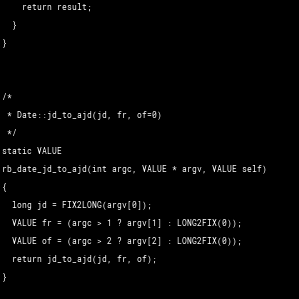 return result;
}
}
/*
* Date::jd_to_ajd(jd, fr, of=0)
*/
static VALUE
rb_date_jd_to_ajd(int argc, VALUE * argv, VALUE self)
{
long jd = FIX2LONG(argv[0]);
VALUE fr = (argc > 1 ? argv[1] : LONG2FIX(0));
VALUE of = (argc > 2 ? argv[2] : LONG2FIX(0));
return jd_to_ajd(jd, fr, of);
}